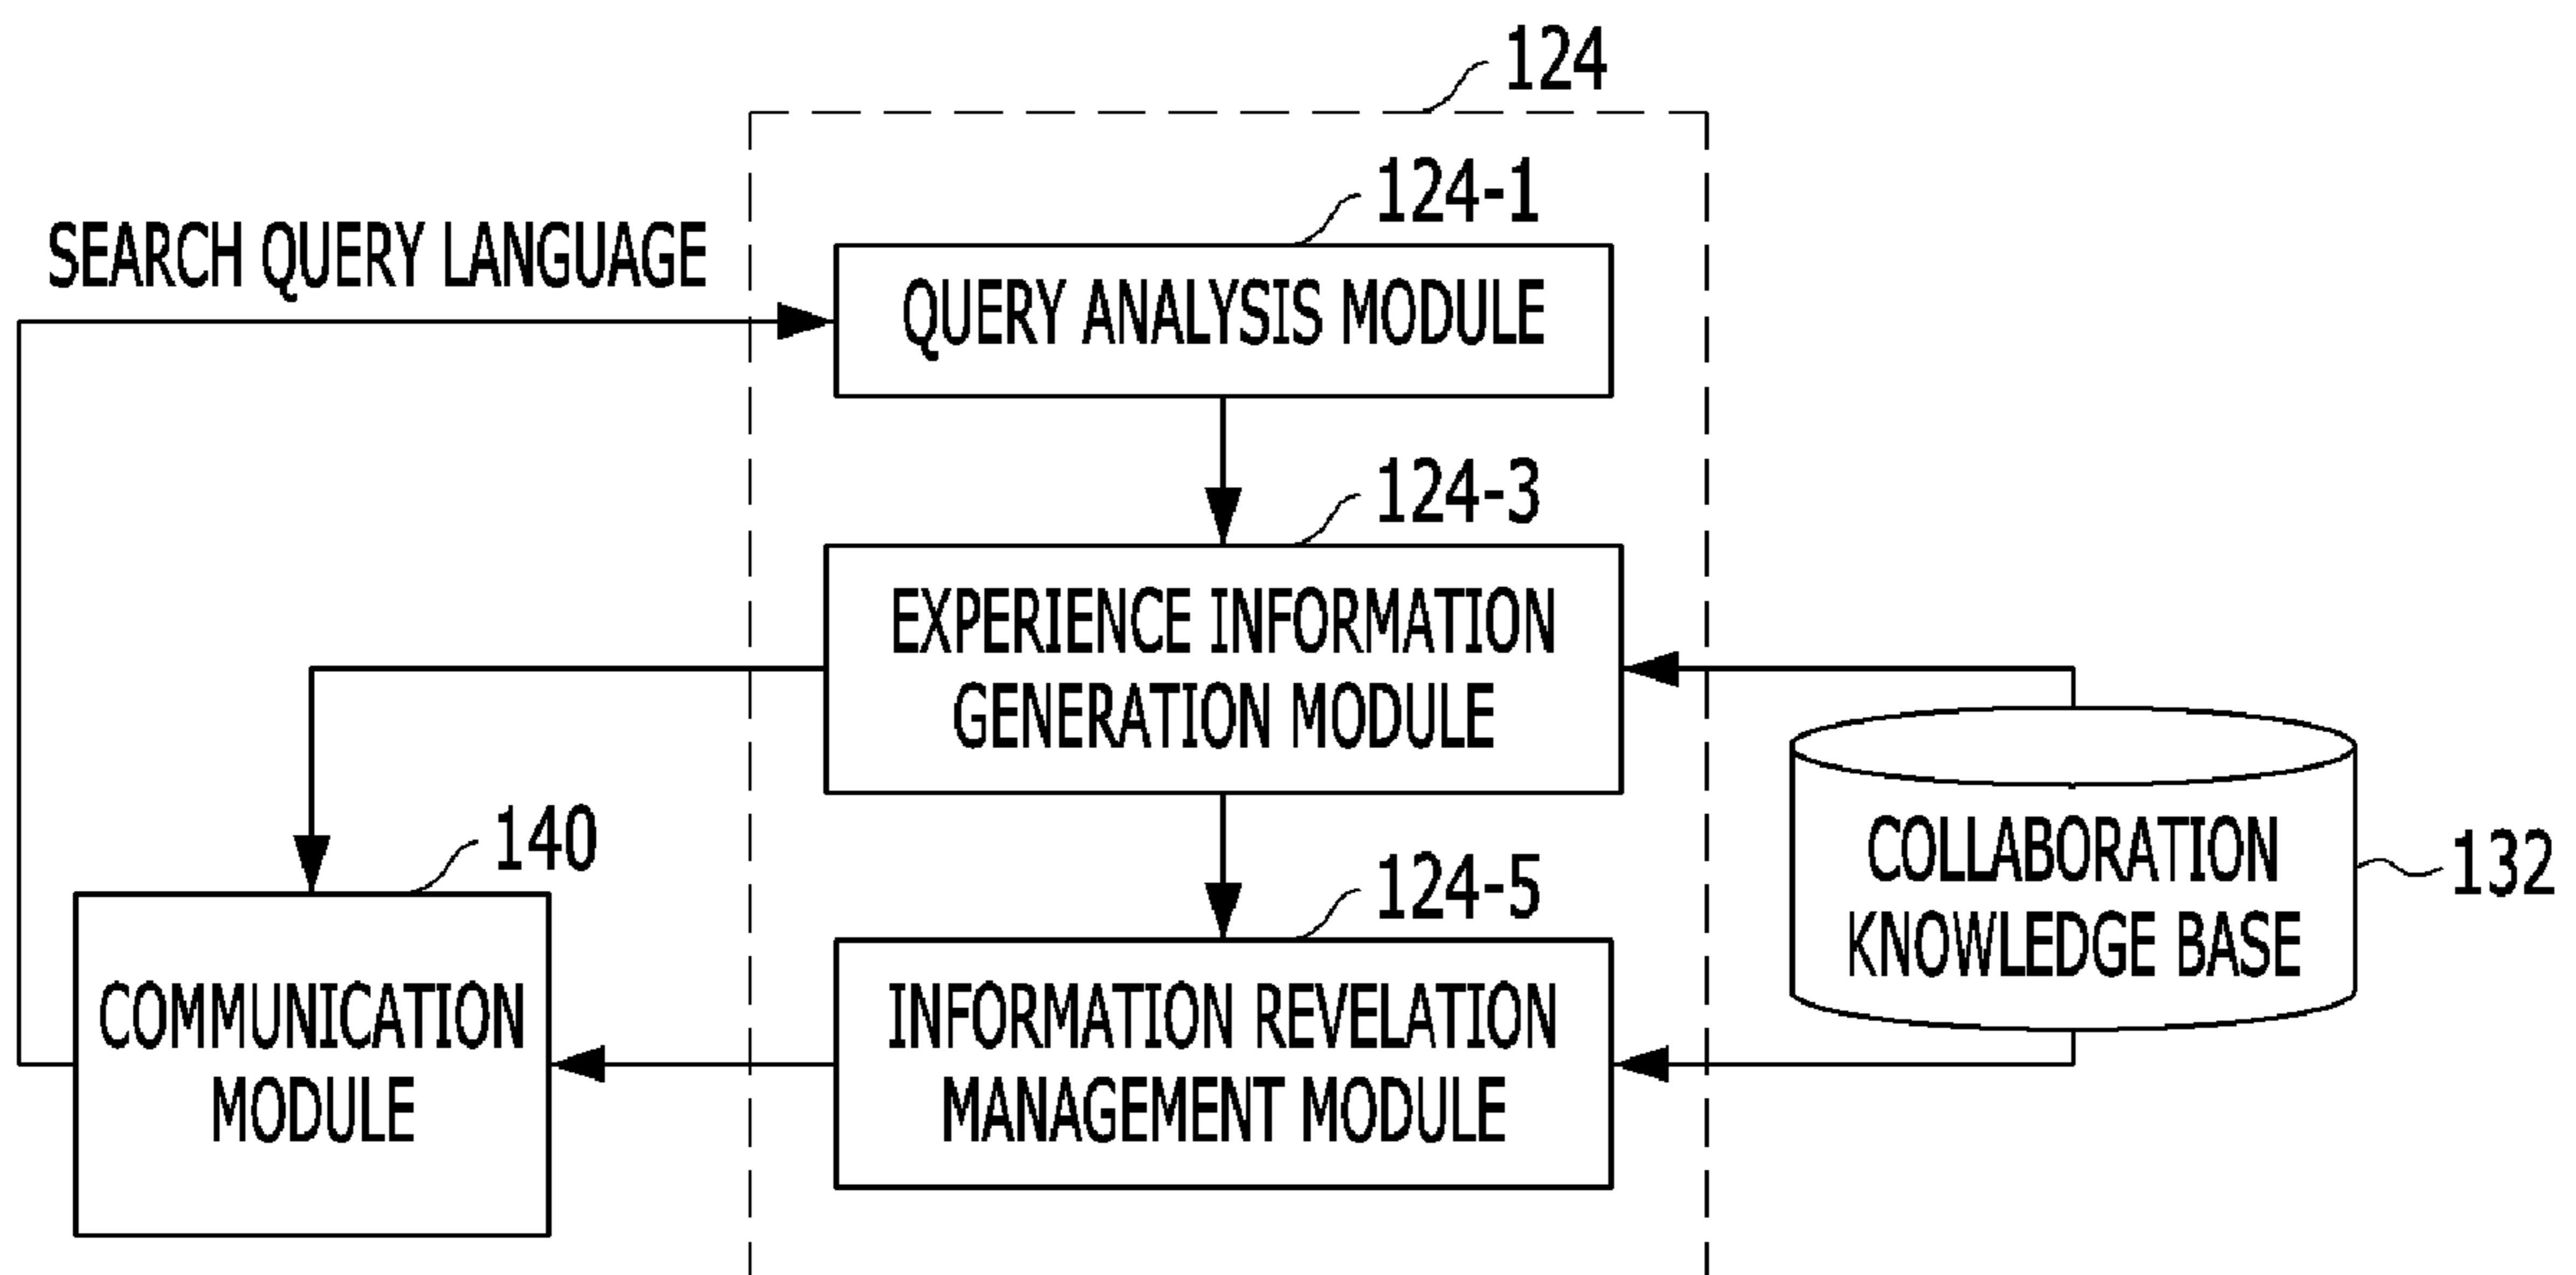 124
124-1
SEARCH QUERY LANGUAGE
QUERY ANALYSIS MODULE
124-3
EXPERIENCE INFORMATION
GENERATION MODULE
140
124-5
COLLABORATION
KNOWLEDGE BASE
132
COMMUNICATION
MODULE
INFORMATION REVELATION
MANAGEMENT MODULE